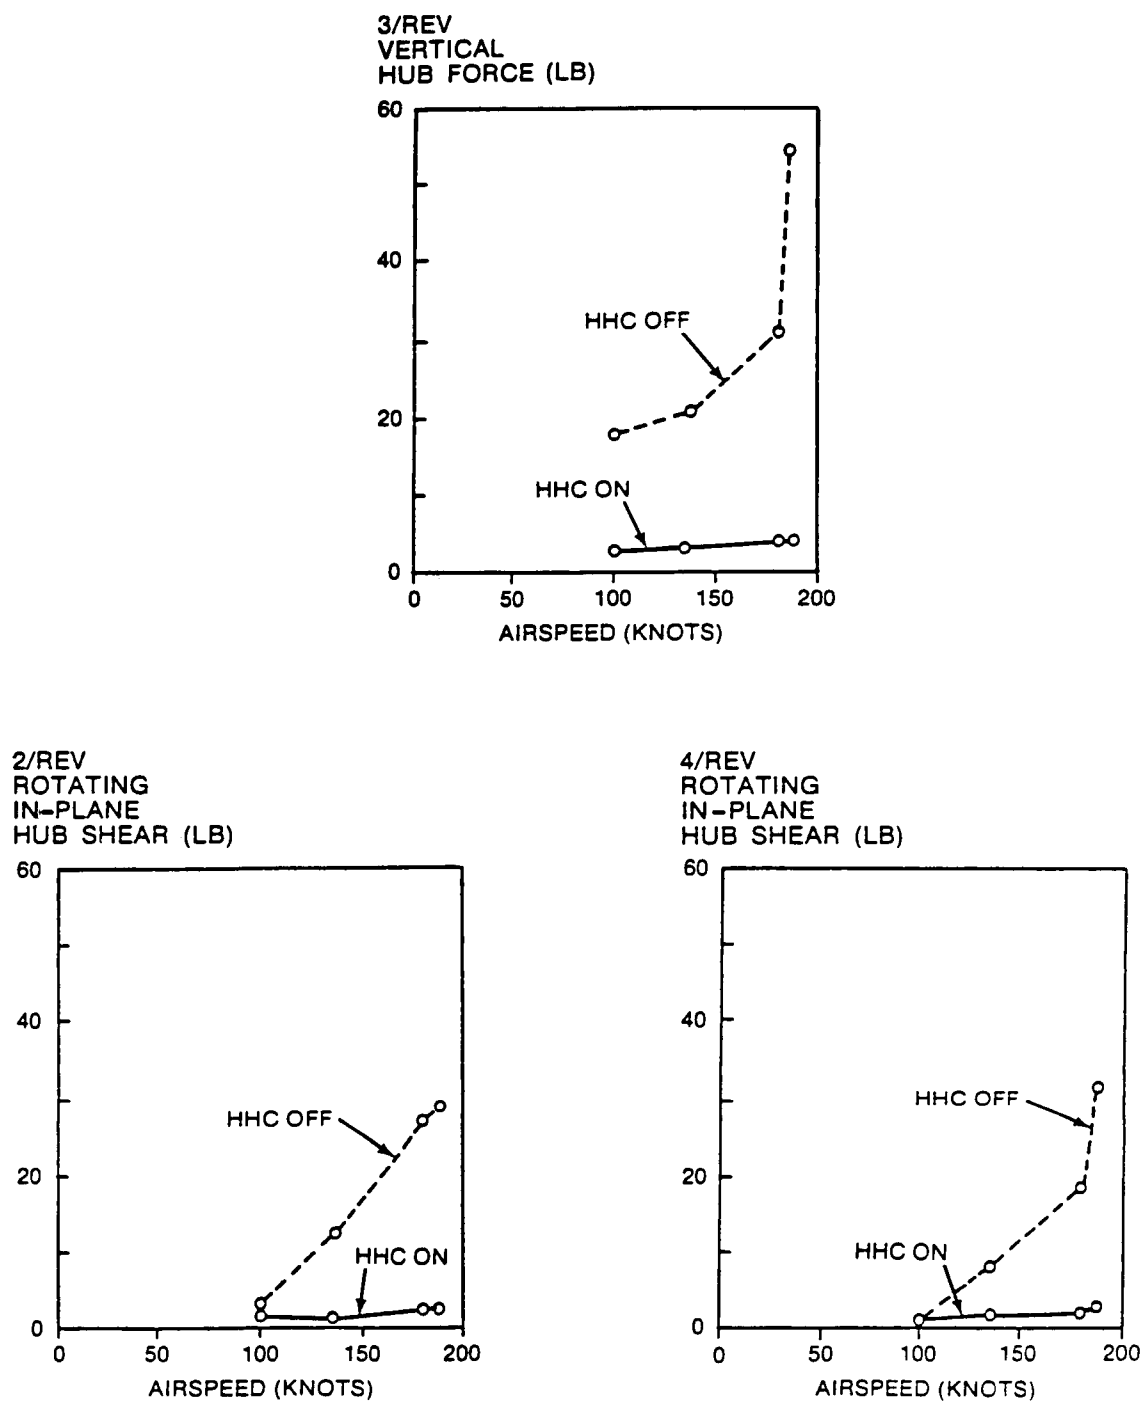 3/REV
VERTICAL
HUB FORCE (LB)
60
40
HHC OFF
20
HHC ON
0
0 50 100 150 200
AIRSPEED (KNOTS)
2/REV
ROTATING
IN-PLANE
HUB SHEAR (LB)
60
40
HHC OFF
20
HHC ON
0
0 50 100 150 200
AIRSPEED (KNOTS)
4/REV
ROTATING
IN-PLANE
HUB SHEAR (LB)
60
40
HHC OFF
20
HHC ON
0
0 50 100 150 200
AIRSPEED (KNOTS)